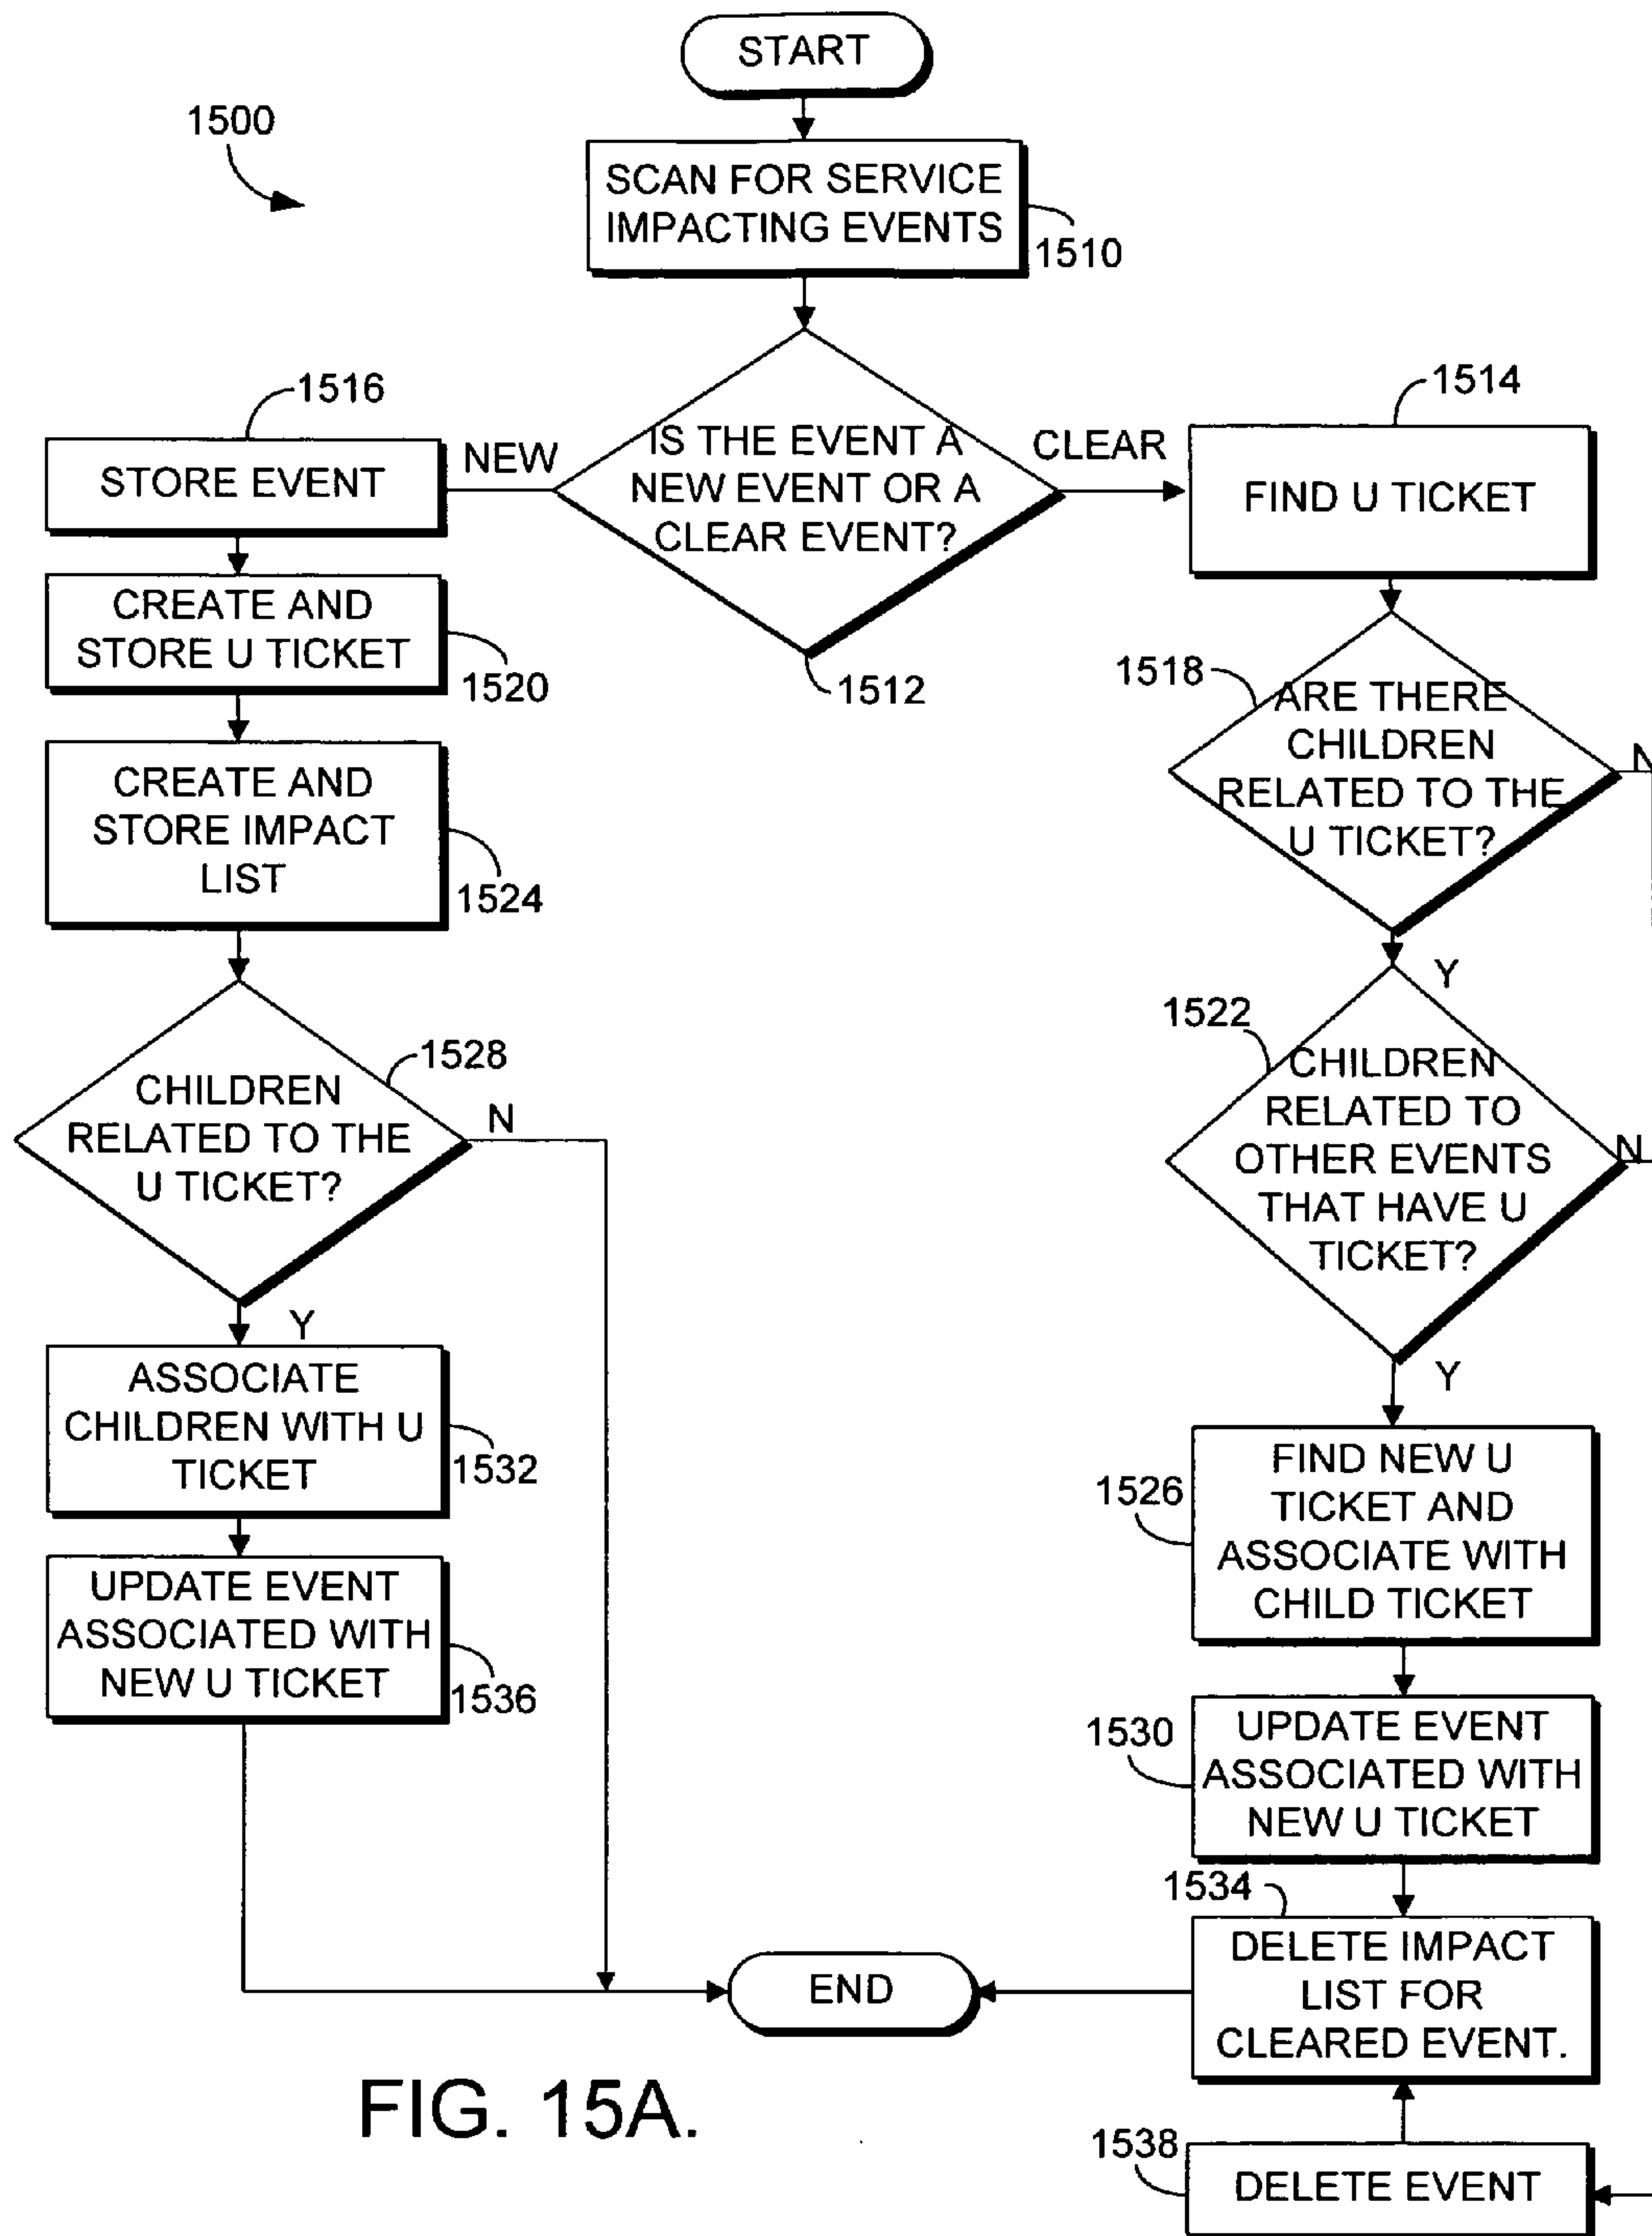 START
1500
SCAN FOR SERVICE
IMPACTING EVENTS
1510
1516
1514
STORE EVENT
NEW
IS THE EVENT A
NEW EVENT OR A
CLEAR EVENT?
CLEAR
FIND U TICKET
CREATE AND
STORE U TICKET
1520
1512
1518
ARE THERE
CHILDREN
RELATED TO THE
U TICKET?
N
CREATE AND
STORE IMPACT
LIST
1524
Y
1522
CHILDREN
RELATED TO
OTHER EVENTS
THAT HAVE U
TICKET?
N
1528
CHILDREN
RELATED TO THE
U TICKET?
N
Y
Y
ASSOCIATE
CHILDREN WITH U
TICKET
1532
1526
FIND NEW U
TICKET AND
ASSOCIATE WITH
CHILD TICKET
UPDATE EVENT
ASSOCIATED WITH
NEW U TICKET
1536
1530
UPDATE EVENT
ASSOCIATED WITH
NEW U TICKET
1534
DELETE IMPACT
LIST FOR
CLEARED EVENT.
END
FIG. 15A.
1538
DELETE EVENT